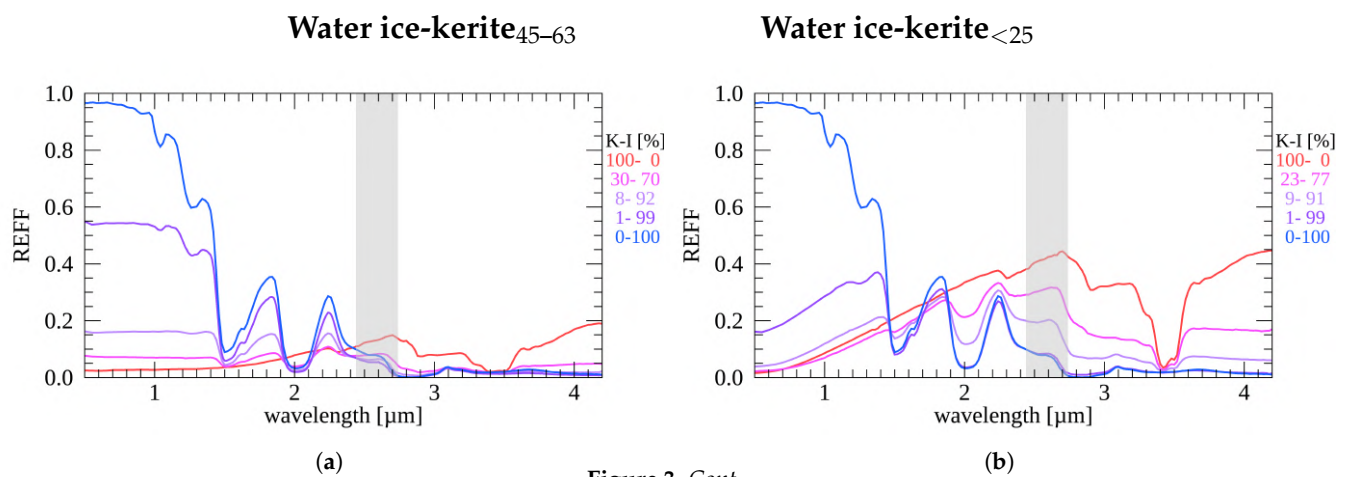 Water ice-kerite45–63
Water ice-kerite<25
1.0
0.8
0.6
0.4
0.2
0.0
REFF
1 2 3 4
wavelength [µm]
K-I [%]
100- 0
30- 70
8- 92
1- 99
0-100
(a)
1.0
0.8
0.6
0.4
0.2
0.0
REFF
1 2 3 4
wavelength [µm]
K-I [%]
100- 0
23- 77
9- 91
1- 99
0-100
(b)